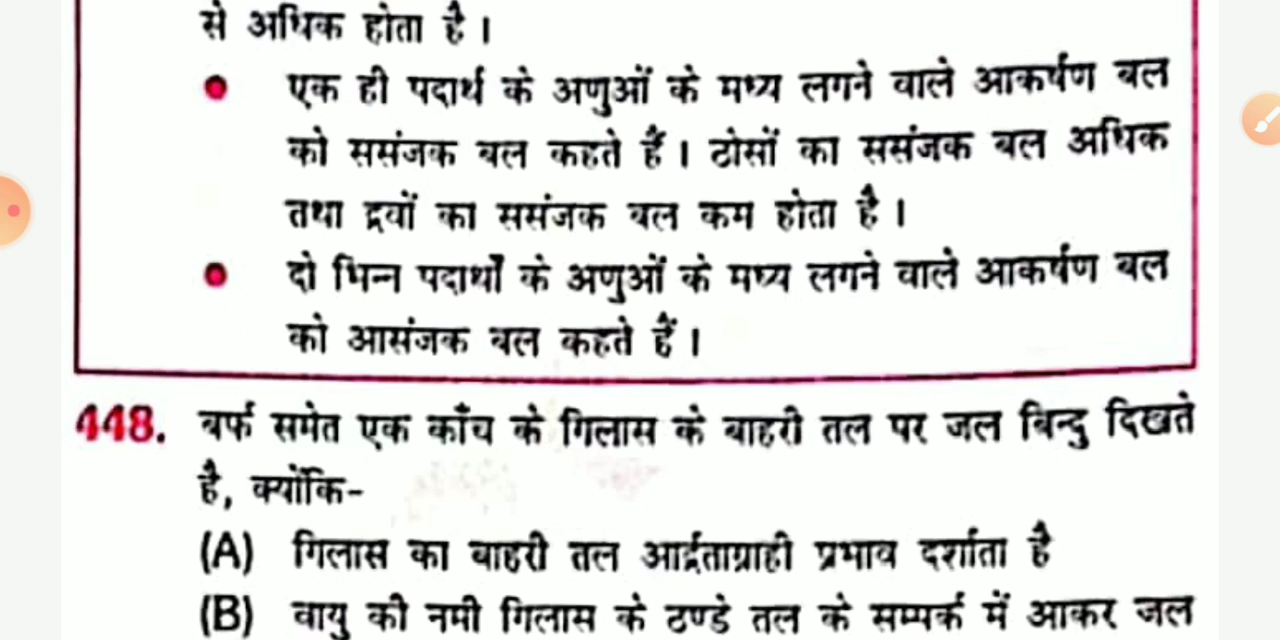 से अधिक होता है ।
● एक ही पदार्थ के अणुओं के मध्य लगने वाले आकर्षण बल
को ससंजक बल कहते हैं । ठोसों का ससंजक बल अधिक
तथा द्रवों का ससंजक बल कम होता है ।
● दो भिन्न पदार्थों के अणुओं के मध्य लगने वाले आकर्षण बल
को आसंजक बल कहते हैं ।
448. बर्फ समेत एक काँच के गिलास के बाहरी तल पर जल बिन्दु दिखते
है, क्योंकि-
(A) गिलास का बाहरी तल आर्द्रताग्राही प्रभाव दर्शाता है
(B) वायु की नमी गिलास के ठण्डे तल के सम्पर्क में आकर जल